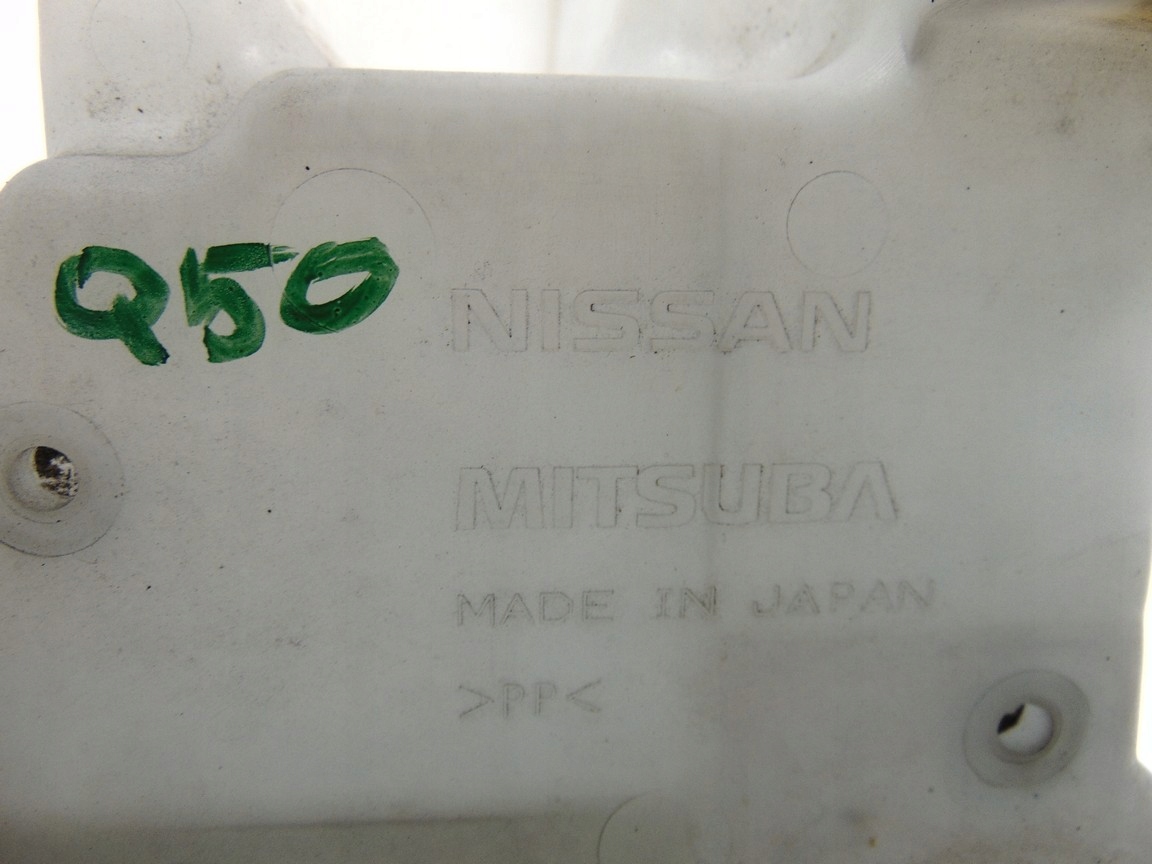 Q50
NISSAN
MITSUBA
MADE IN JAPAN
>PP<